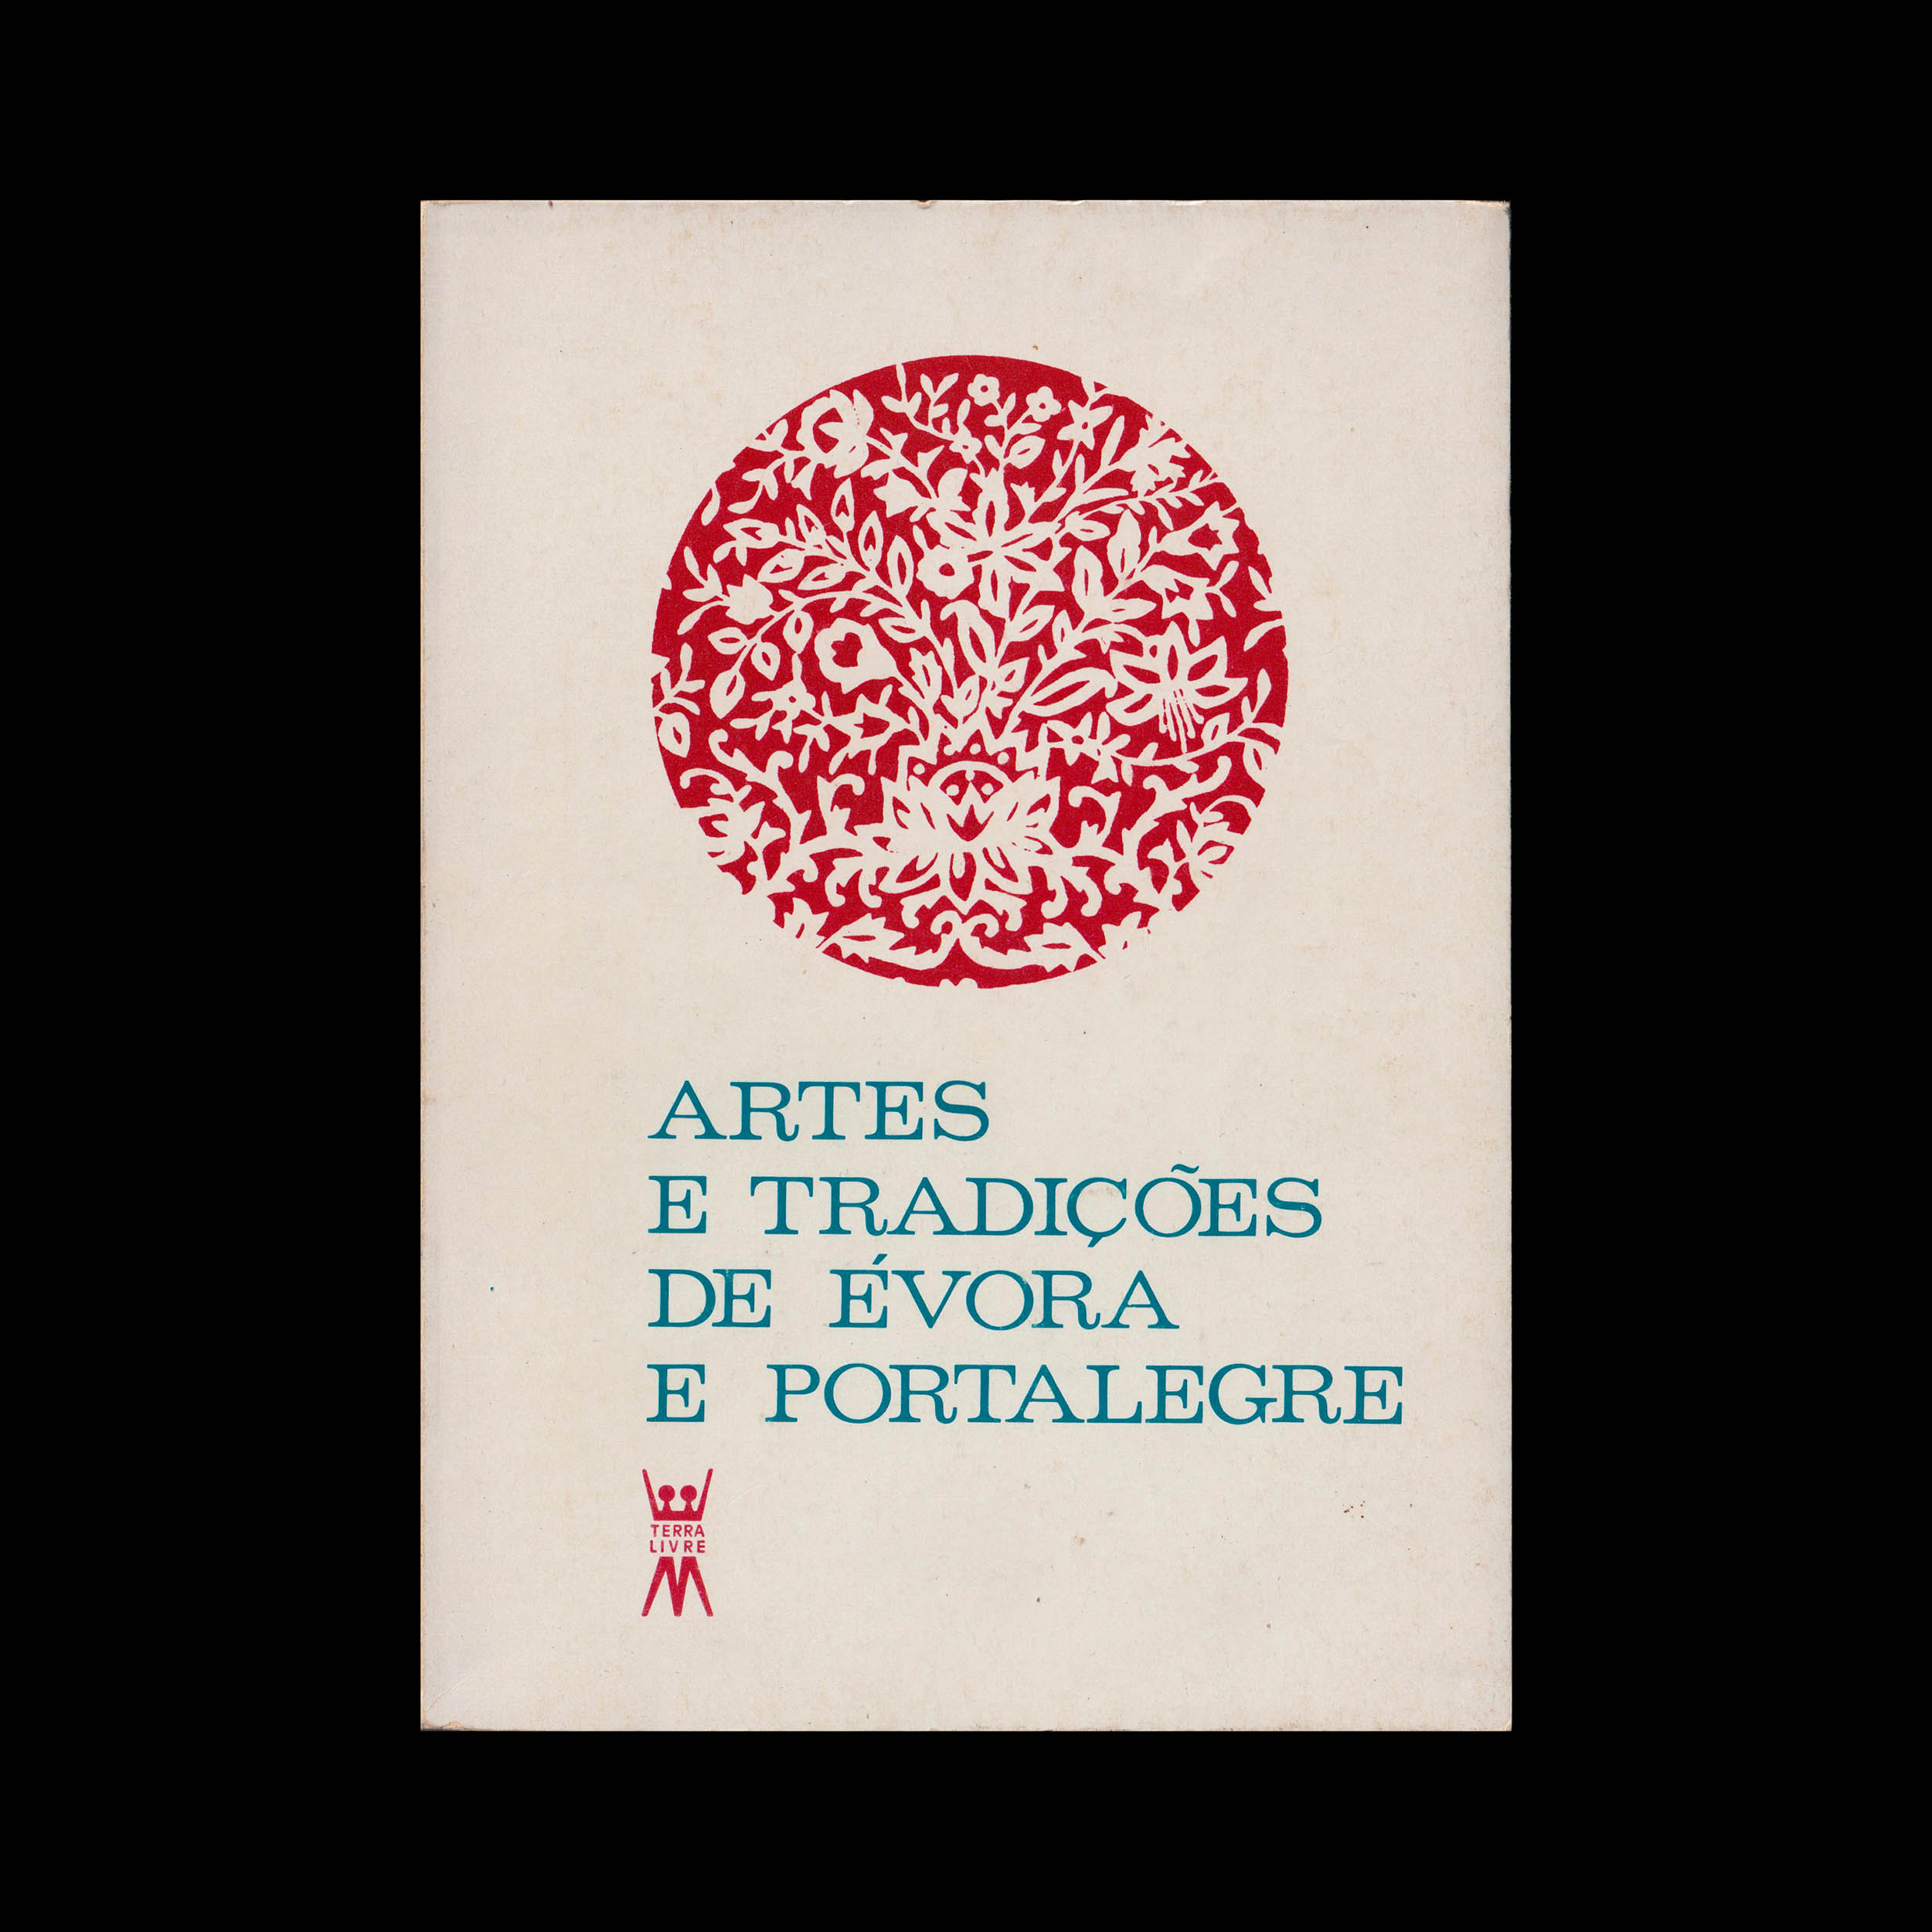 ARTES
E TRADIÇÕES
DE ÉVORA
E PORTALEGRE
TERRA
LIVRE